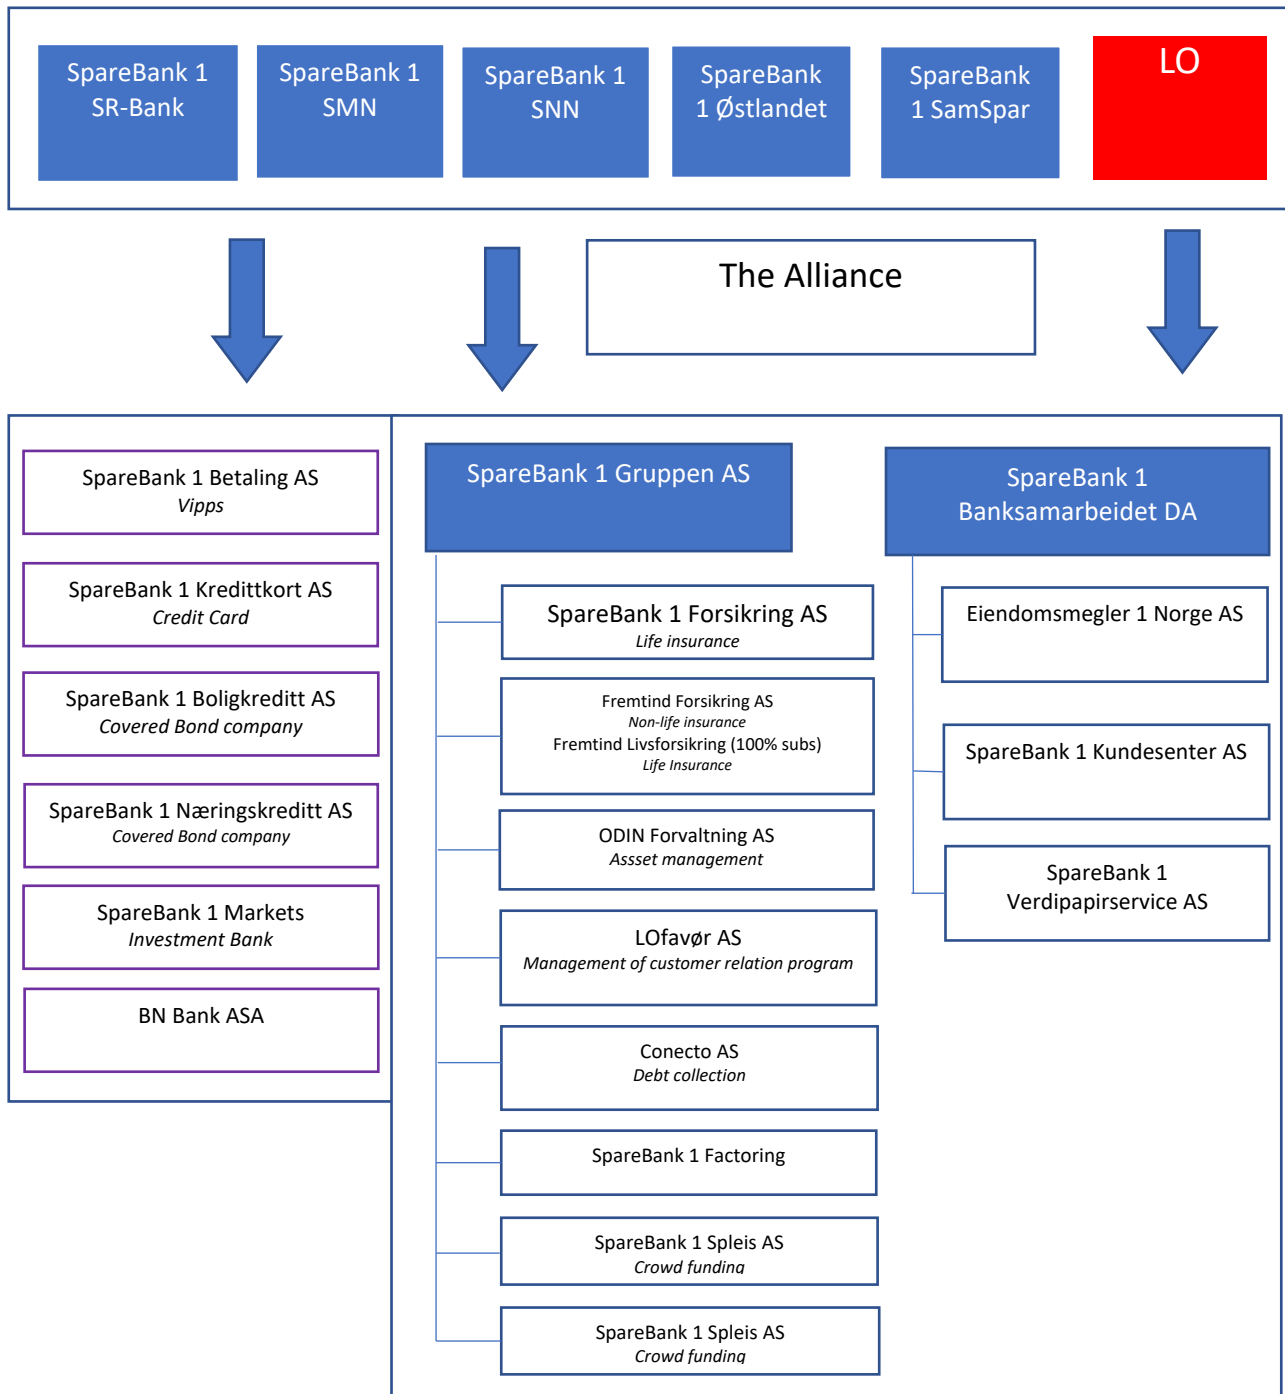 SpareBank 1
SR-Bank
SpareBank 1
SMN
SpareBank 1
SNN
SpareBank
1 Østlandet
SpareBank
1 SamSpar
LO
The Alliance
SpareBank 1 Betaling AS
Vipps
SpareBank 1 Kredittkort AS
Credit Card
SpareBank 1 Boligkreditt AS
Covered Bond company
SpareBank 1 Næringskreditt AS
Covered Bond company
SpareBank 1 Markets
Investment Bank
BN Bank ASA
SpareBank 1 Gruppen AS
SpareBank 1 Forsikring AS
Life insurance
Fremtind Forsikring AS
Non-life insurance
Fremtind Livsforsikring (100% subs)
Life Insurance
ODIN Forvaltning AS
Assset management
LOfavør AS
Management of customer relation program
Conecto AS
Debt collection
SpareBank 1 Factoring
SpareBank 1 Spleis AS
Crowd funding
SpareBank 1 Spleis AS
Crowd funding
SpareBank 1
Banksamarbeidet DA
Eiendomsmegler 1 Norge AS
SpareBank 1 Kundesenter AS
SpareBank 1
Verdipapirservice AS